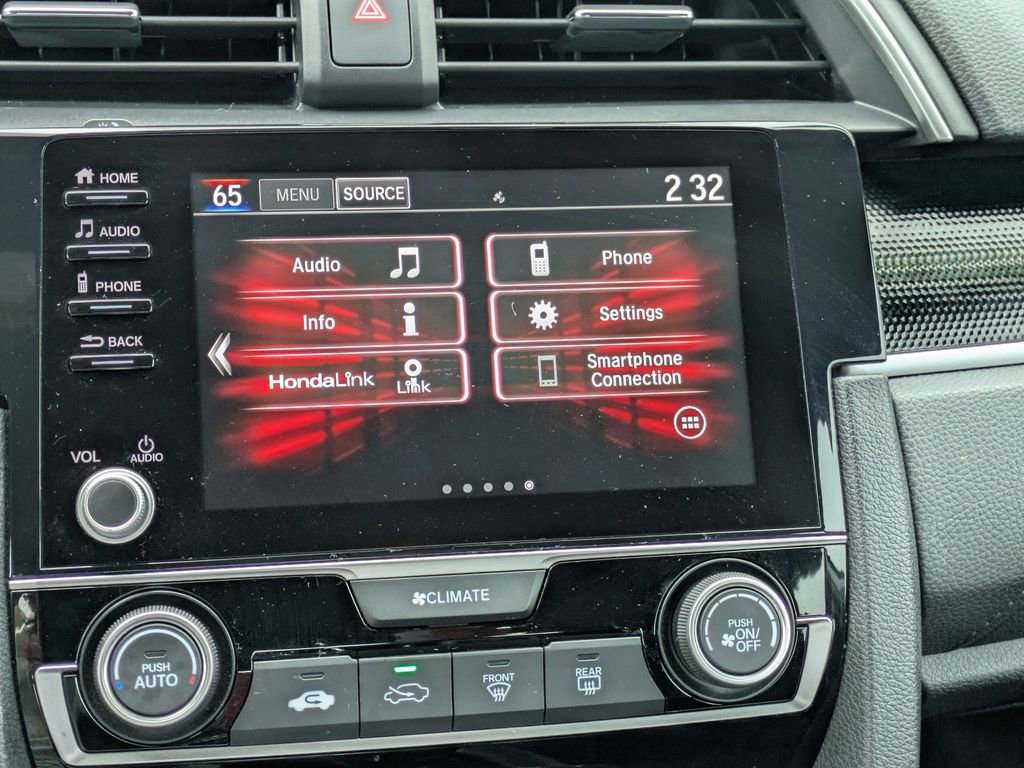 HOME
AUDIO
PHONE
BACK
VOL
AUDIO
65 MENU SOURCE 2 32
Audio
Phone
Info
Settings
HondaLink
Link
Smartphone
Connection
CLIMATE
PUSH
AUTO
FRONT
REAR
PUSH
ON/
OFF